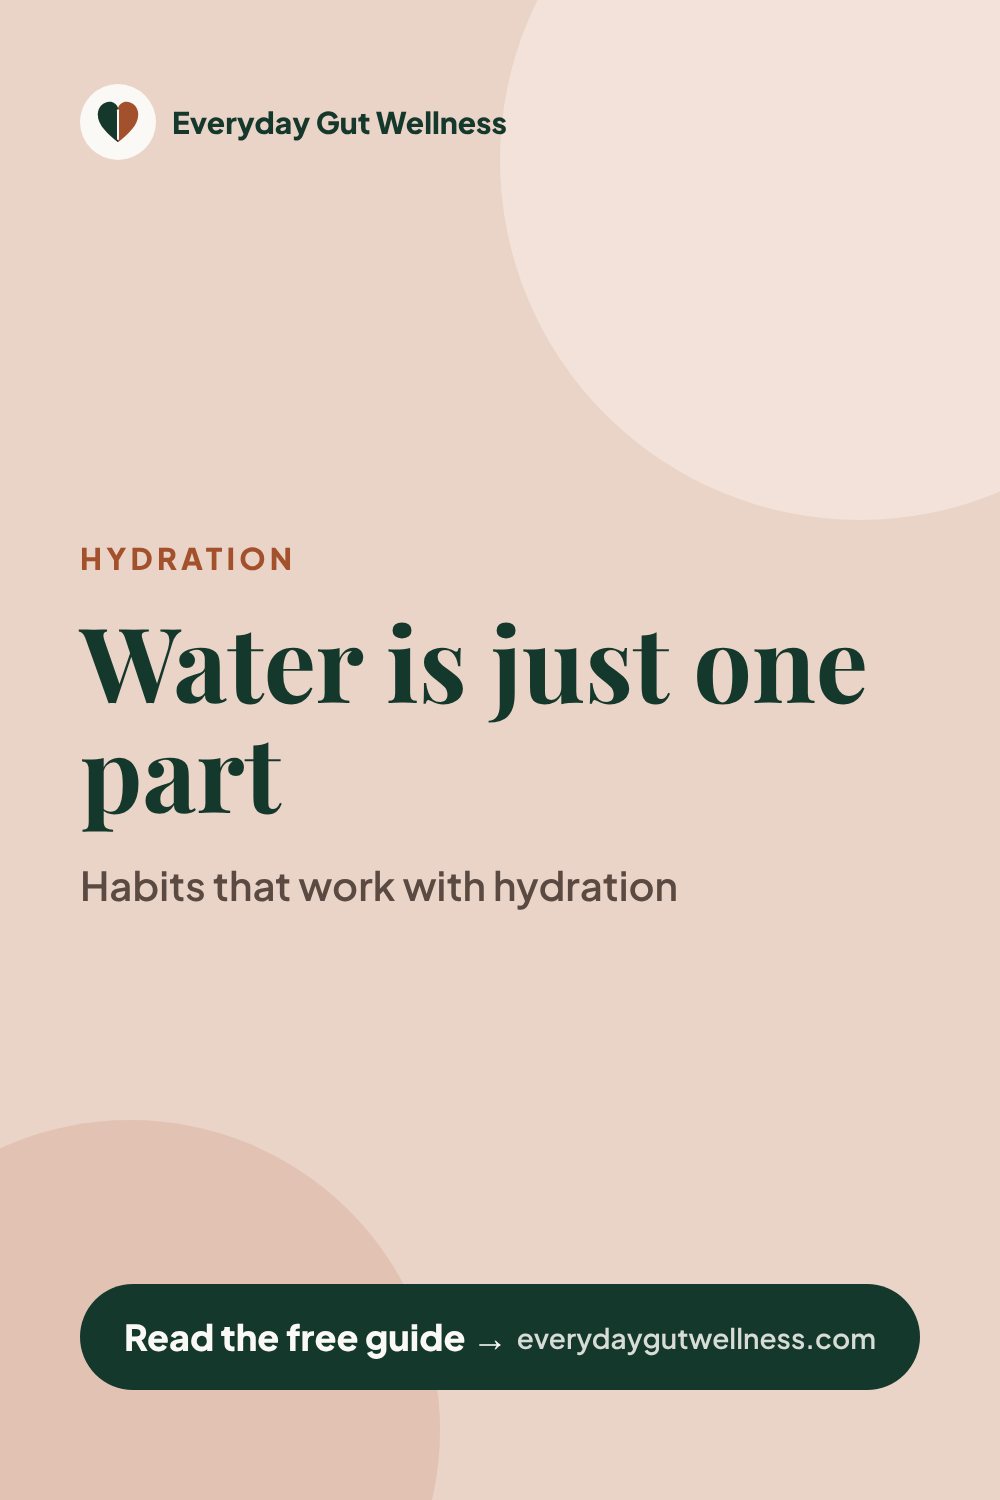 Everyday Gut Wellness
HYDRATION
Water is just one
part
Habits that work with hydration
Read the free guide → everydaygutwellness.com